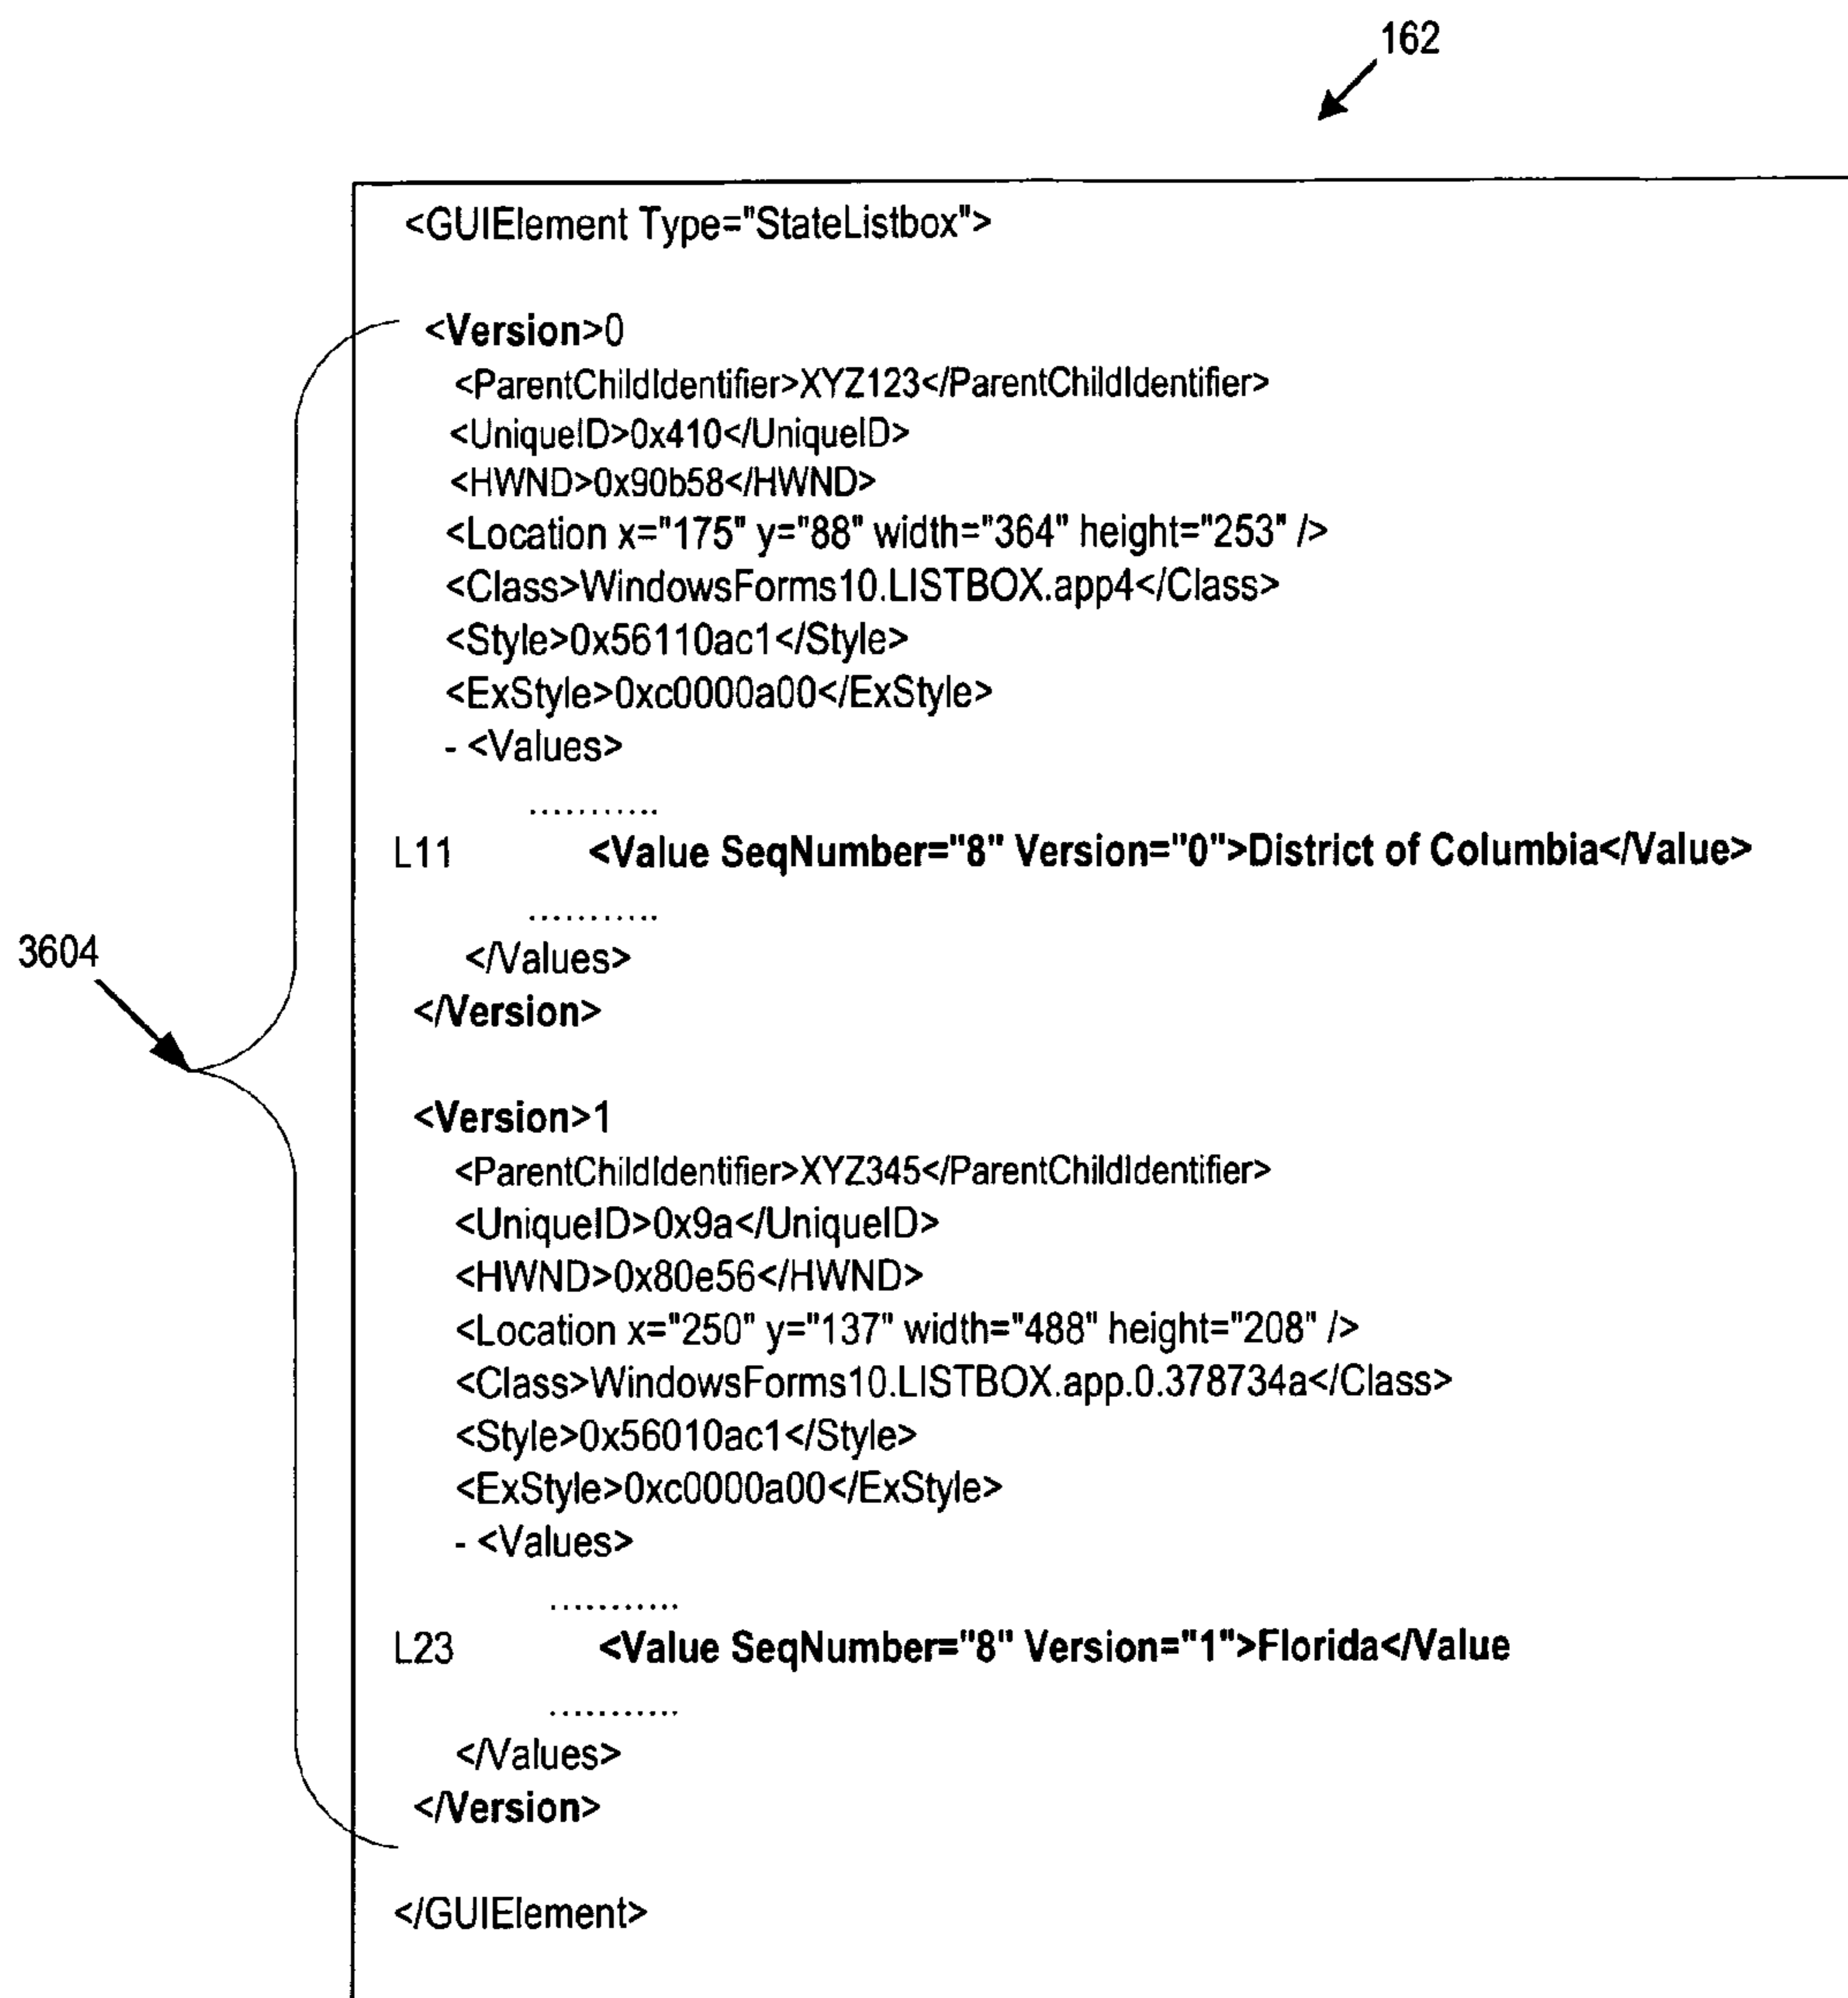 162
<GUIElement Type="StateListbox">
<Version>0
<ParentChildIdentifier>XYZ123</ParentChildIdentifier>
<UniqueID>0x410</UniqueID>
<HWND>0x90b58</HWND>
<Location x="175" y="88" width="364" height="253" />
<Class>WindowsForms10.LISTBOX.app4</Class>
<Style>0x56110ac1</Style>
<ExStyle>0xc0000a00</ExStyle>
- <Values>
...........
L11 <Value SeqNumber="8" Version="0">District of Columbia</Value>
...........
</Values>
3604
</Version>
<Version>1
<ParentChildIdentifier>XYZ345</ParentChildIdentifier>
<UniqueID>0x9a</UniqueID>
<HWND>0x80e56</HWND>
<Location x="250" y="137" width="488" height="208" />
<Class>WindowsForms10.LISTBOX.app.0.378734a</Class>
<Style>0x56010ac1</Style>
<ExStyle>0xc0000a00</ExStyle>
- <Values>
...........
L23 <Value SeqNumber="8" Version="1">Florida</Value
...........
</Values>
</Version>
</GUIElement>